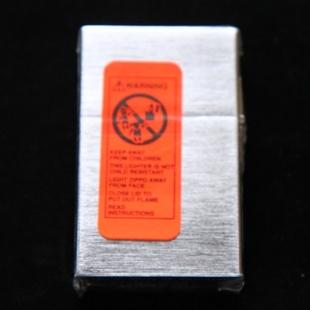 WARNING
KEEP AWAY
FROM CHILDREN
THIS LIGHTER IS NOT
CHILD RESISTANT
LIGHT ZIPPO AWAY
FROM FACE
CLOSE LID TO
PUT OUT FLAME
READ
INSTRUCTIONS